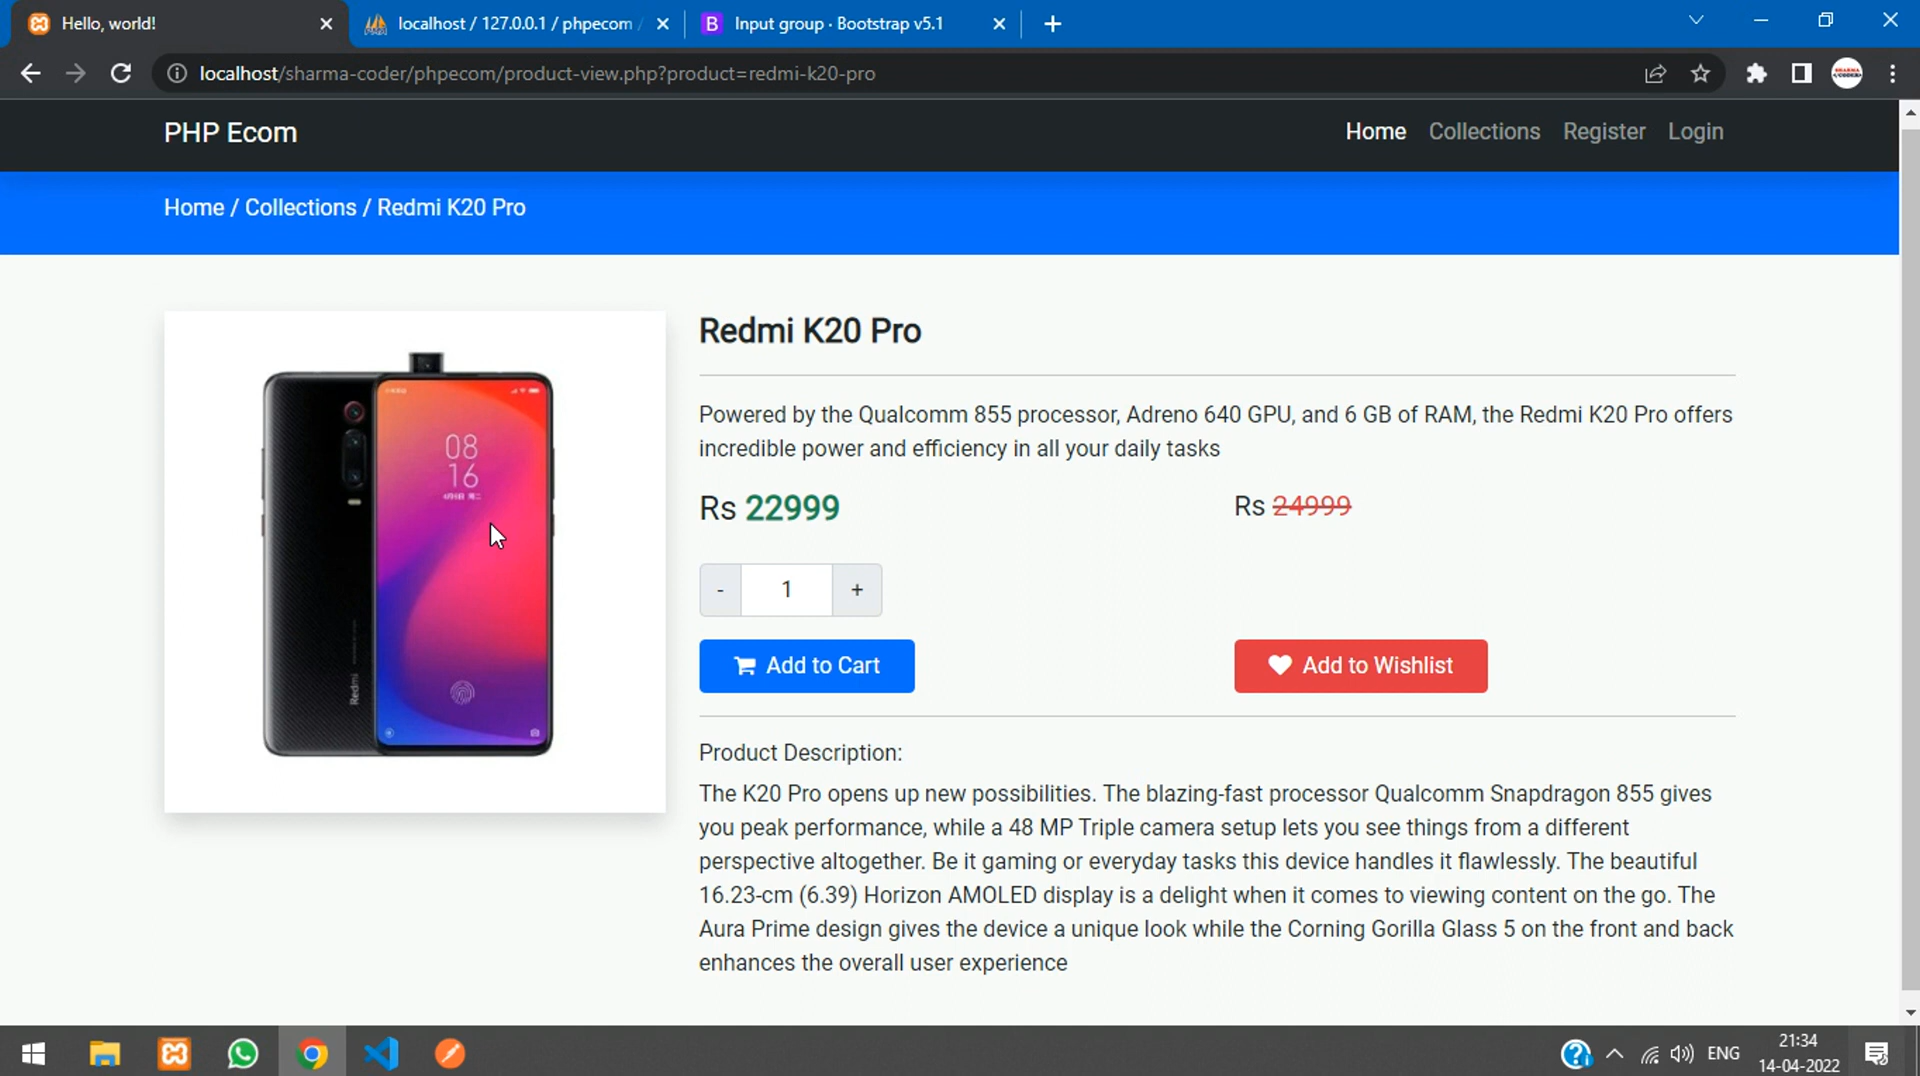 Hello, world!
localhost / 127.0.0.1 / phpecom /
B Input group · Bootstrap v5.1
localhost/sharma-coder/phpecom/product-view.php?product=redmi-k20-pro
PHP Ecom
Home Collections Register Login
Home / Collections / Redmi K20 Pro
08
16
Redmi
Redmi K20 Pro
Powered by the Qualcomm 855 processor, Adreno 640 GPU, and 6 GB of RAM, the Redmi K20 Pro offers
incredible power and efficiency in all your daily tasks
Rs 22999 Rs 24999
- 1 +
Add to Cart Add to Wishlist
Product Description:
The K20 Pro opens up new possibilities. The blazing-fast processor Qualcomm Snapdragon 855 gives
you peak performance, while a 48 MP Triple camera setup lets you see things from a different
perspective altogether. Be it gaming or everyday tasks this device handles it flawlessly. The beautiful
16.23-cm (6.39) Horizon AMOLED display is a delight when it comes to viewing content on the go. The
Aura Prime design gives the device a unique look while the Corning Gorilla Glass 5 on the front and back
enhances the overall user experience
ENG
21:34
14-04-2022